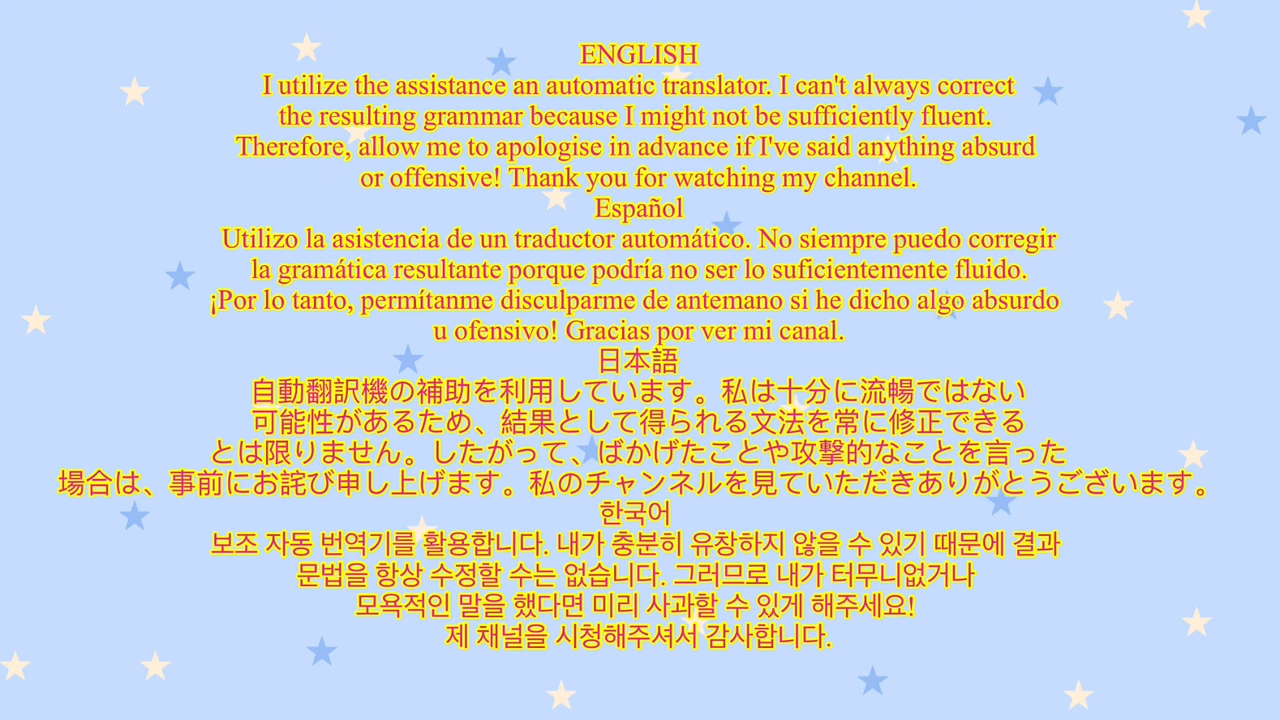 ENGLISH
I utilize the assistance an automatic translator. I can't always correct
the resulting grammar because I might not be sufficiently fluent.
Therefore, allow me to apologise in advance if I've said anything absurd
or offensive! Thank you for watching my channel.
Español
Utilizo la asistencia de un traductor automático. No siempre puedo corregir
la gramática resultante porque podría no ser lo suficientemente fluido.
¡Por lo tanto, permítanme disculparme de antemano si he dicho algo absurdo
u ofensivo! Gracias por ver mi canal.
日本語
自動翻訳機の補助を利用しています。私は十分に流暢ではない
可能性があるため、結果として得られる文法を常に修正できる
とは限りません。したがって、ばかげたことや攻撃的なことを言った
場合は、事前にお詫び申し上げます。私のチャンネルを見ていただきありがとうございます。
한국어
보조 자동 번역기를 활용합니다. 내가 충분히 유창하지 않을 수 있기 때문에 결과
문법을 항상 수정할 수는 없습니다. 그러므로 내가 터무니없거나
모욕적인 말을 했다면 미리 사과할 수 있게 해주세요!
제 채널을 시청해주셔서 감사합니다.